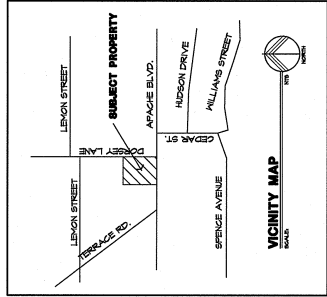 LEMON STREET
SUBJECT PROPERTY
APACHE BLVD.
HUDSON DRIVE
WILLIAMS STREET
DORSEY LANE
CEDAR ST.
LEMON STREET
TERRACE RD.
SPENCE AVENUE
VICINITY MAP
SCALE:
NTS
NORTH